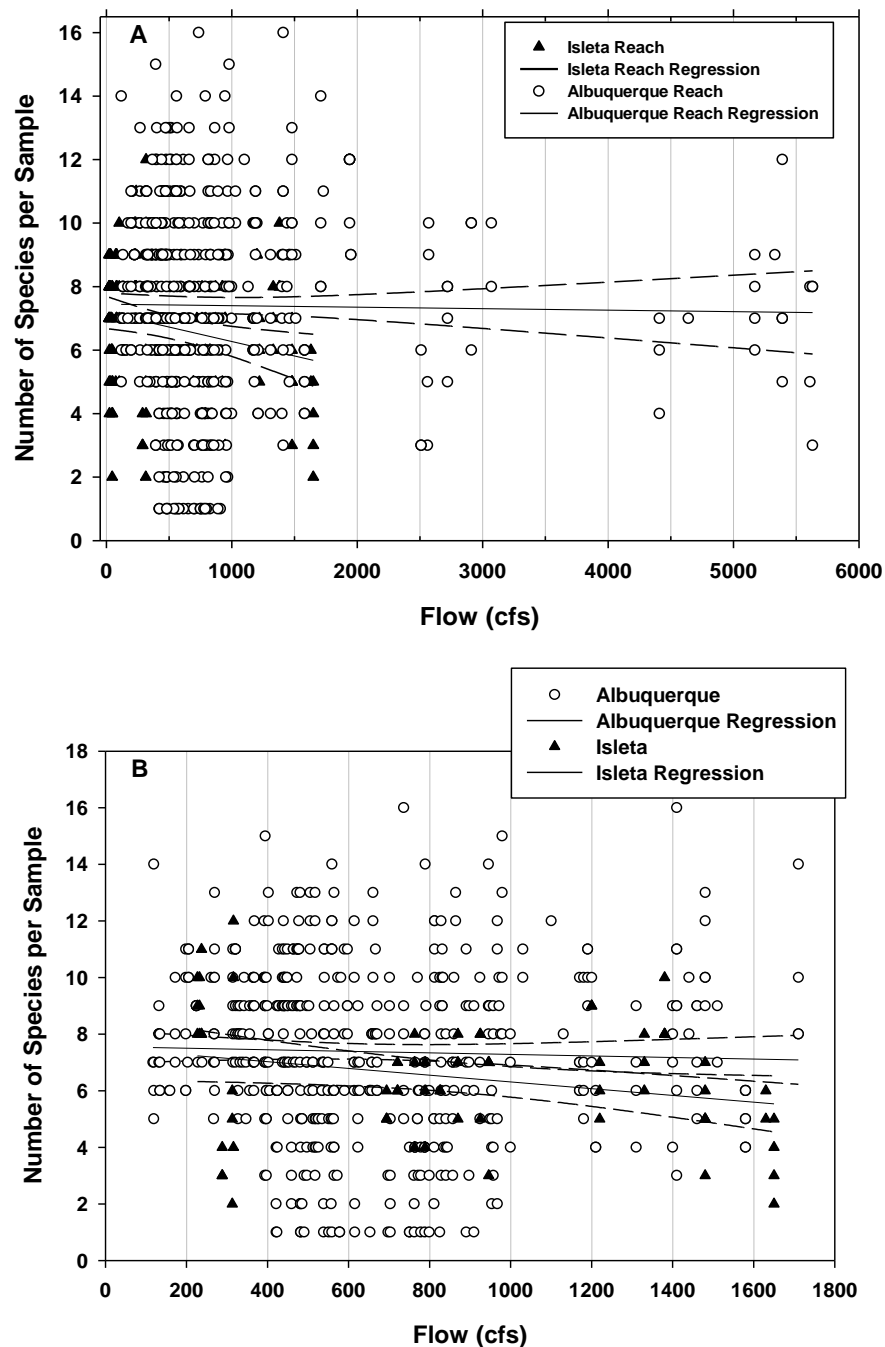 A
Isleta Reach
Isleta Reach Regression
Albuquerque Reach
Albuquerque Reach Regression
Number of Species per Sample
16
14
12
10
8
6
4
2
0
0 1000 2000 3000 4000 5000 6000
Flow (cfs)
Albuquerque
Albuquerque Regression
Isleta
Isleta Regression
B
Number of Species per Sample
18
16
14
12
10
8
6
4
2
0
200 400 600 800 1000 1200 1400 1600 1800
Flow (cfs)